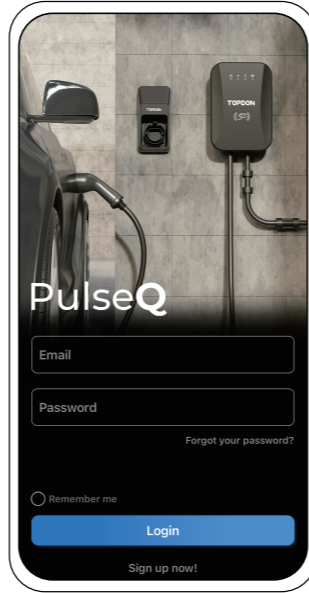 TOPDON
TOPDON
PulseQ
Email
Password
Forgot your password?
Remember me
Login
Sign up now!